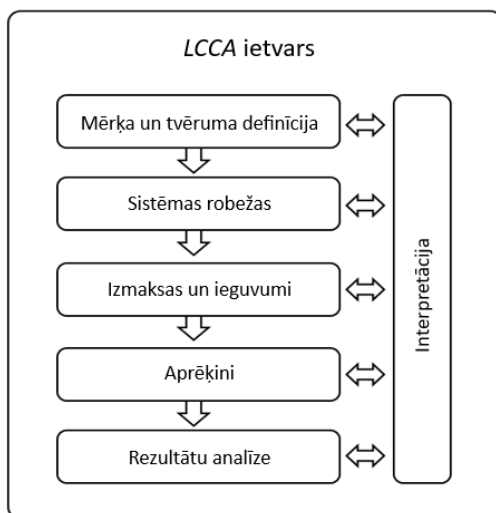 LCCA ietvars
Mērķa un tvēruma definīcija
Sistēmas robežas
Izmaksas un ieguvumi
Aprēķini
Rezultātu analīze
Interpretācija